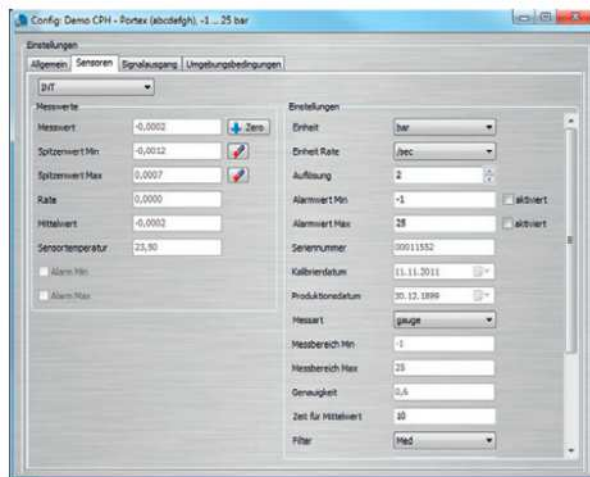 Config: Demo CPH - Portex (abcdefgh), -1 ... 25 bar
Einstellungen
Allgemein Sensoren Signalausgang Umgebungsbedingungen
INT
Messwerte
Messwert -0,0002 Zero
Spitzenwert Min -0,0012
Spitzenwert Max 0,0007
Rate 0,0000
Mittelwert -0,0002
Sensortemperatur 23,50
Alarm Min
Alarm Max
Einstellungen
Einheit bar
Einheit Rate /sec
Auflösung 2
Alarmwert Min -1 aktiviert
Alarmwert Max 25 aktiviert
Seriennummer 00011552
Kalibrierdatum 11.11.2011
Produktionsdatum 30.12.1899
Messart gauge
Messbereich Min -1
Messbereich Max 25
Genauigkeit 0,6
Zeit für Mittelwert 10
Filter Med